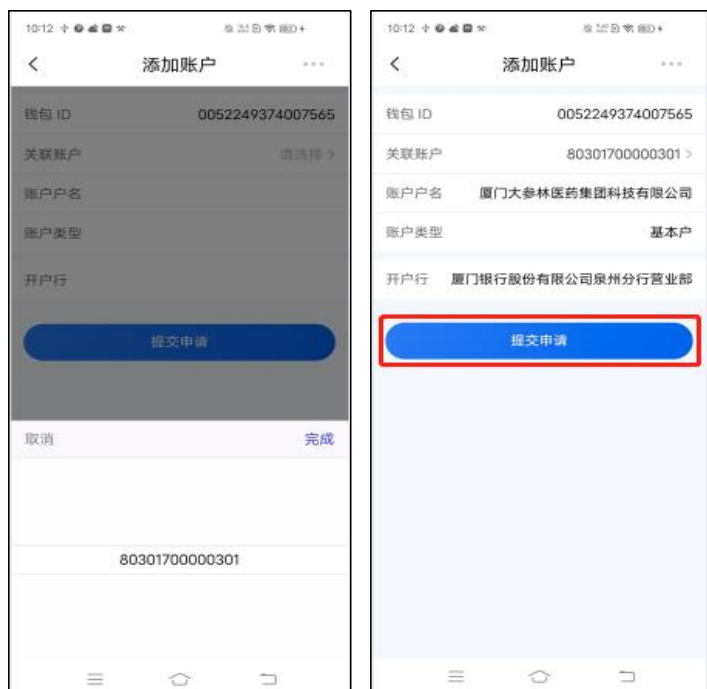 10:12
添加账户
钱包 ID 0052249374007565
关联账户 请选择 >
账户户名
账户类型
开户行
提交申请
取消 完成
80301700000301
10:12
添加账户
钱包 ID 0052249374007565
关联账户 80301700000301 >
账户户名 厦门大参林医药集团科技有限公司
账户类型 基本户
开户行 厦门银行股份有限公司泉州分行营业部
提交申请